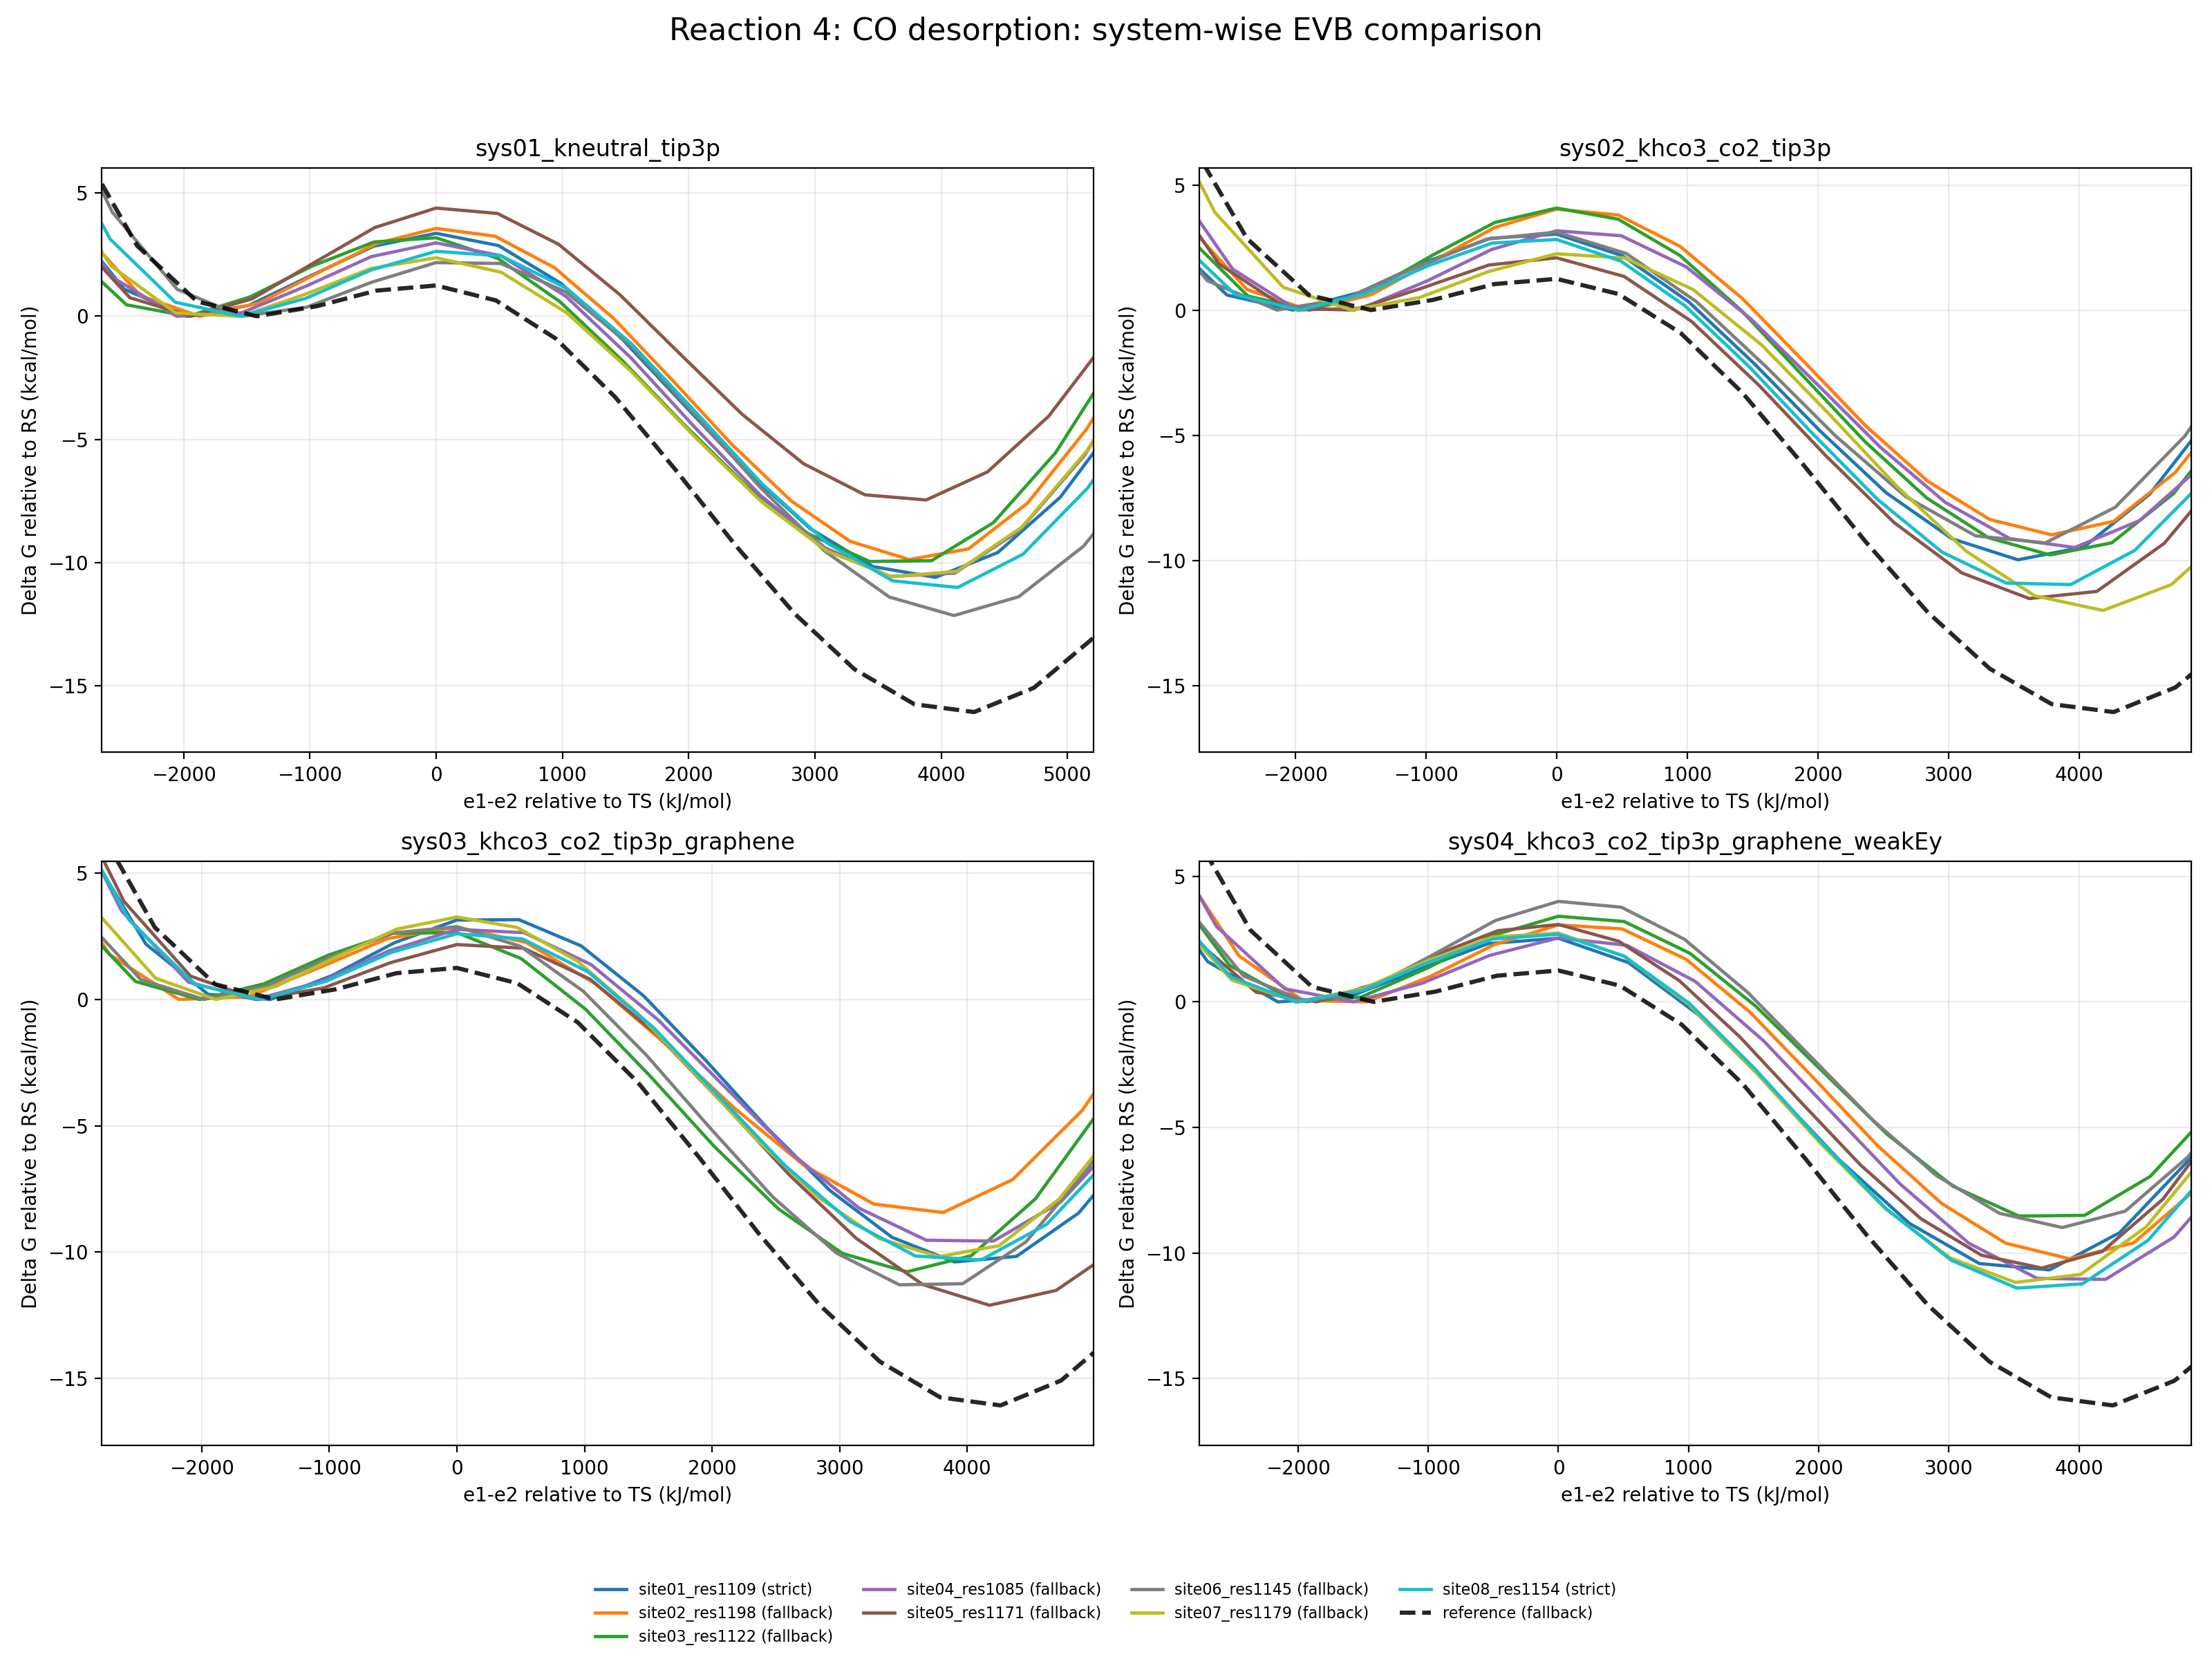 Reaction 4: CO desorption: system-wise EVB comparison
sys01_kneutral_tip3p
Delta G relative to RS (kcal/mol)
5
0
−5
−10
−15
−2000 −1000 0 1000 2000 3000 4000 5000
e1-e2 relative to TS (kJ/mol)
sys02_khco3_co2_tip3p
Delta G relative to RS (kcal/mol)
5
0
−5
−10
−15
−2000 −1000 0 1000 2000 3000 4000
e1-e2 relative to TS (kJ/mol)
sys03_khco3_co2_tip3p_graphene
Delta G relative to RS (kcal/mol)
5
0
−5
−10
−15
−2000 −1000 0 1000 2000 3000 4000
e1-e2 relative to TS (kJ/mol)
sys04_khco3_co2_tip3p_graphene_weakEy
Delta G relative to RS (kcal/mol)
5
0
−5
−10
−15
−2000 −1000 0 1000 2000 3000 4000
e1-e2 relative to TS (kJ/mol)
site01_res1109 (strict)
site02_res1198 (fallback)
site03_res1122 (fallback)
site04_res1085 (fallback)
site05_res1171 (fallback)
site06_res1145 (fallback)
site07_res1179 (fallback)
site08_res1154 (strict)
reference (fallback)